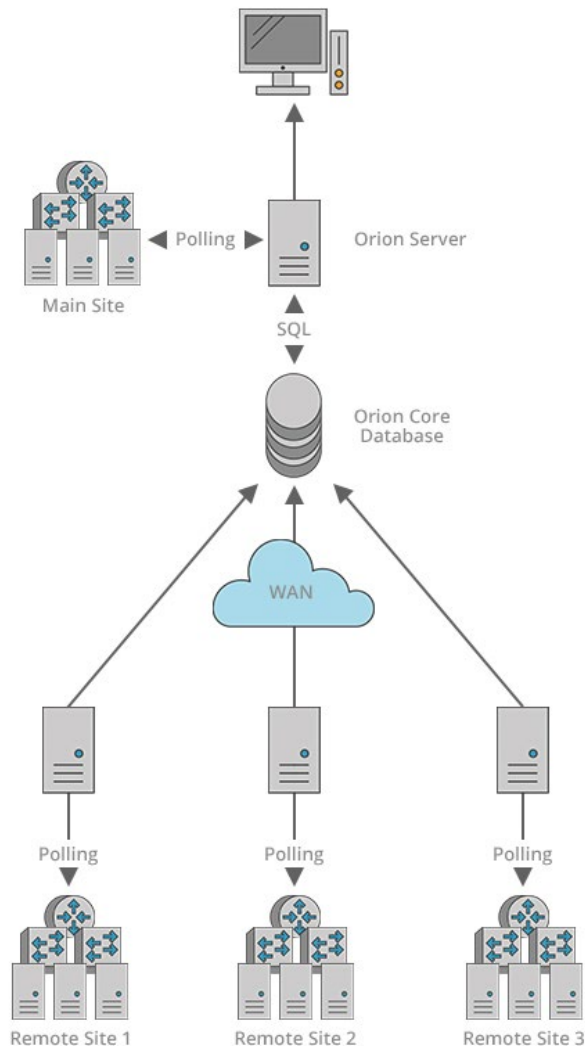 Polling
Orion Server
Main Site
SQL
Orion Core
Database
WAN
Polling
Polling
Polling
Remote Site 1
Remote Site 2
Remote Site 3